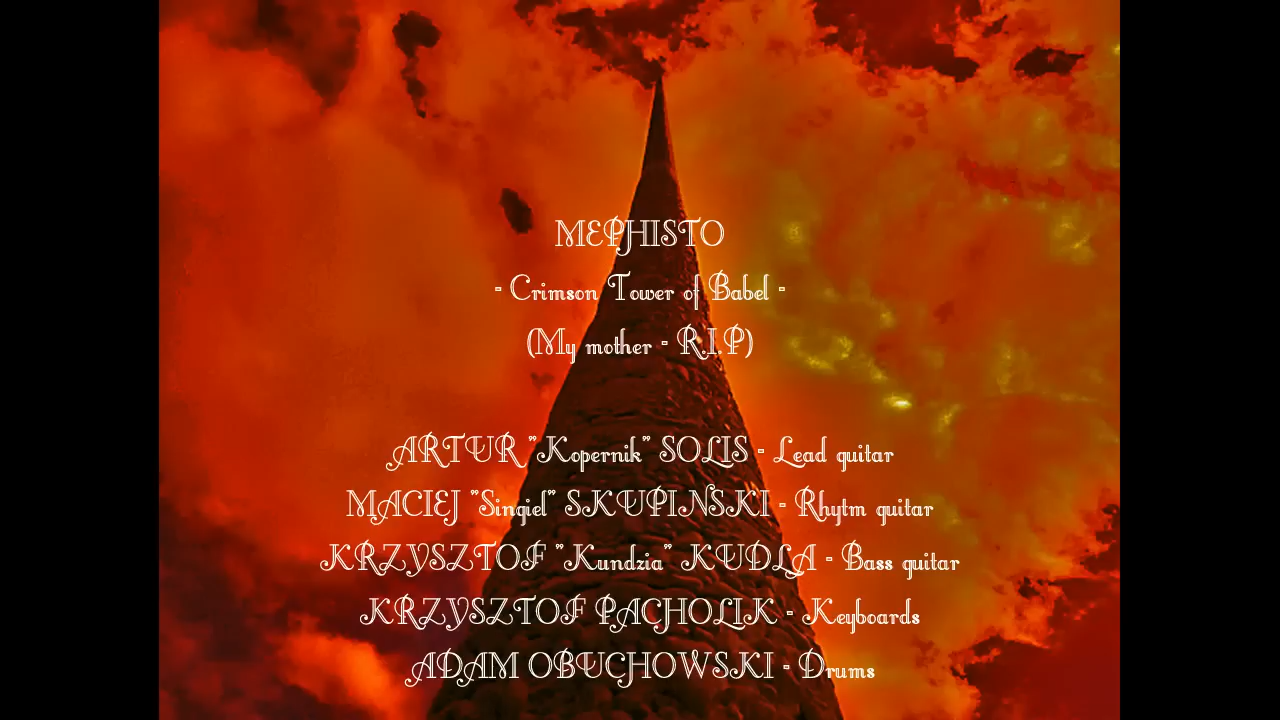 MEPHISTO
- Crimson Tower of Babel -
(My mother - R.I.P)
ARTUR "Kopernik" SOLIS - Lead guitar
MACIEJ "Singiel" SKUPINSKI - Rhytm guitar
KRZYSZTOF "Kundzia" KUDLA - Bass guitar
KRZYSZTOF PACHOLIK - Keyboards
ADAM OBUCHOWSKI - Drums